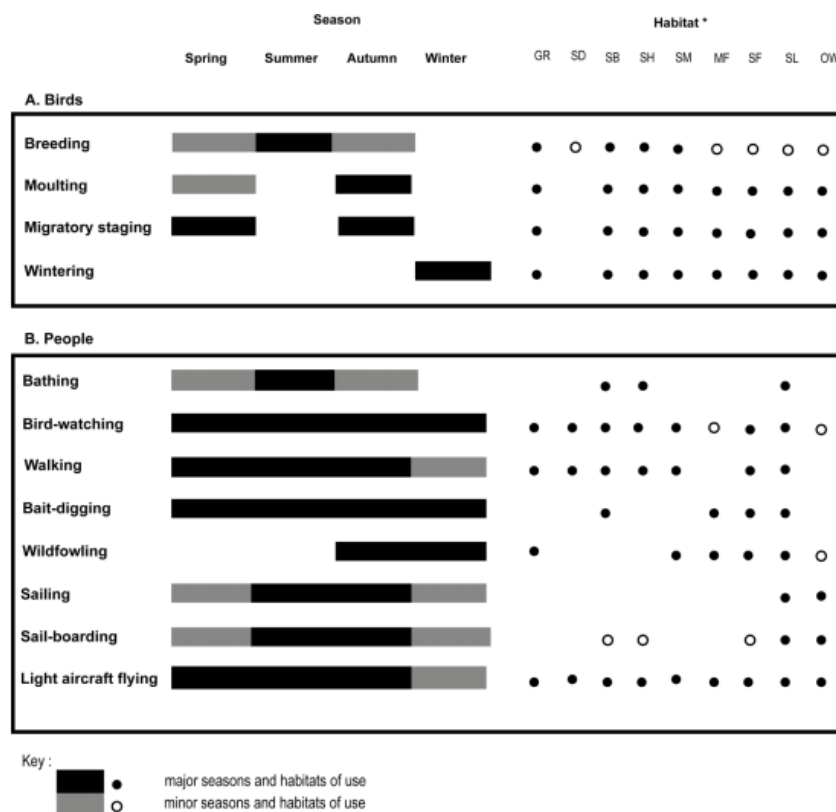 Season Habitat *
Spring Summer Autumn Winter GR SD SB SH SM MF SF SL OW
A. Birds
Breeding
Moulting
Migratory staging
Wintering
B. People
Bathing
Bird-watching
Walking
Bait-digging
Wildfowling
Sailing
Sail-boarding
Light aircraft flying
Key :
major seasons and habitats of use
minor seasons and habitats of use